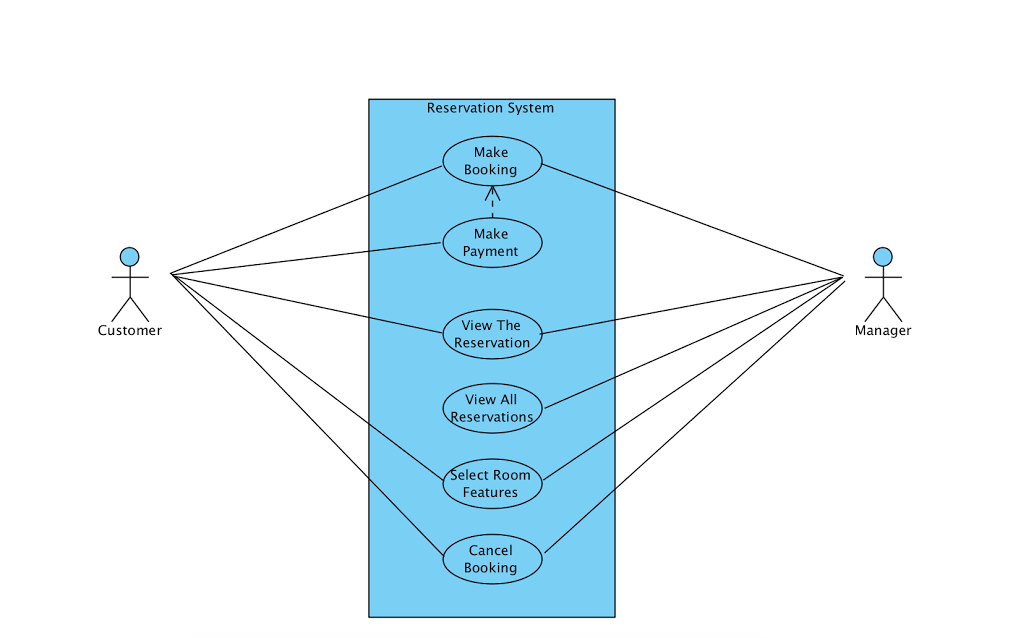 Reservation System
Make
Booking
Make
Payment
Customer
Manager
View The
Reservation
View All
Reservations
Select Room
Features
Cancel
Booking